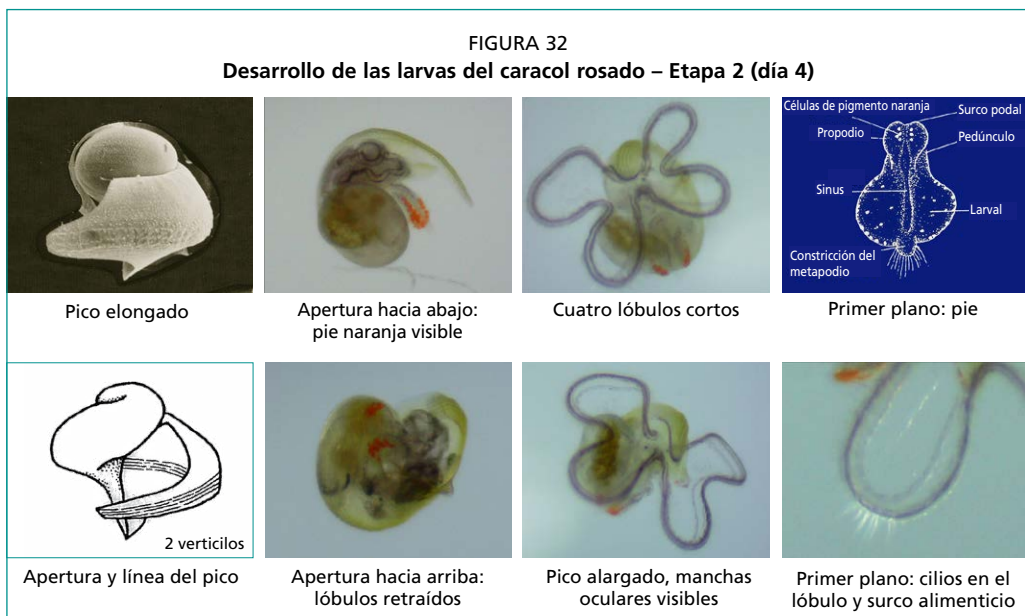 FIGURA 32
Desarrollo de las larvas del caracol rosado – Etapa 2 (día 4)
Pico elongado
Apertura hacia abajo:
pie naranja visible
Cuatro lóbulos cortos
Células de pigmento naranja
Surco podal
Propodio
Pedúnculo
Sinus
Larval
Constricción del
metapodio
Primer plano: pie
2 verticilos
Apertura y línea del pico
Apertura hacia arriba:
lóbulos retraídos
Pico alargado, manchas
oculares visibles
Primer plano: cilios en el
lóbulo y surco alimenticio